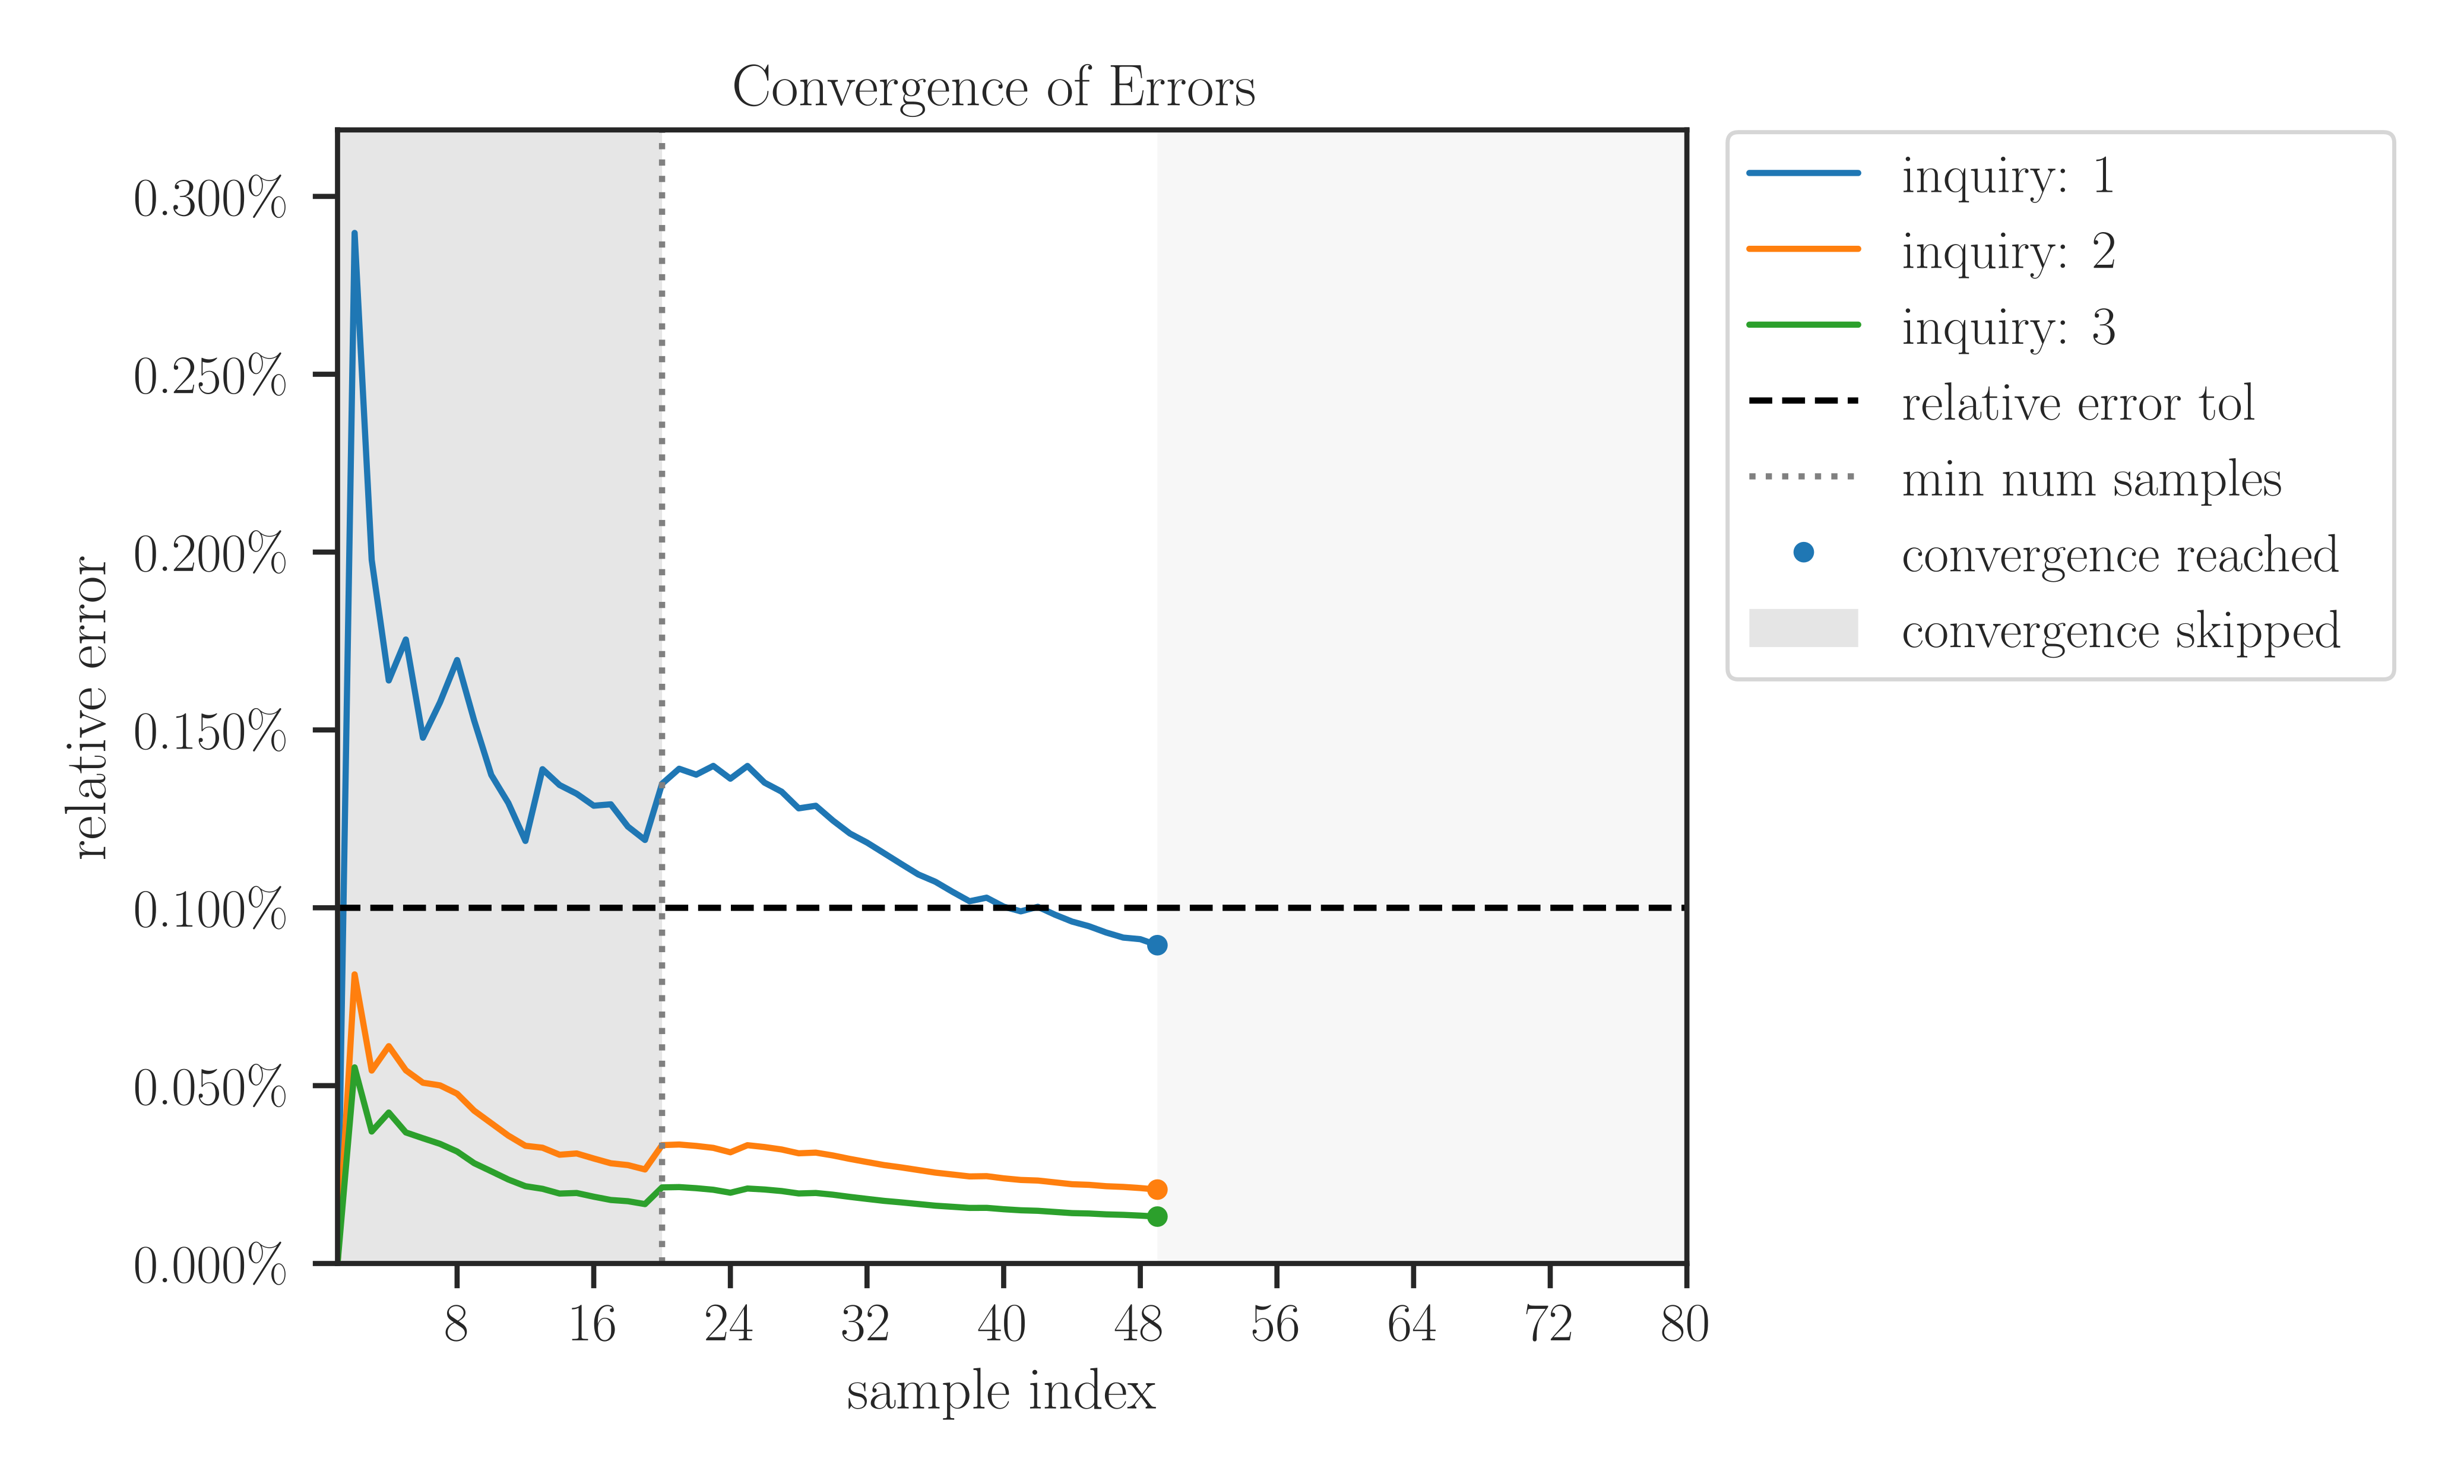 Convergence of Errors
relative error
0.300%
0.250%
0.200%
0.150%
0.100%
0.050%
0.000%
8 16 24 32 40 48 56 64 72 80
sample index
inquiry: 1
inquiry: 2
inquiry: 3
relative error tol
min num samples
convergence reached
convergence skipped